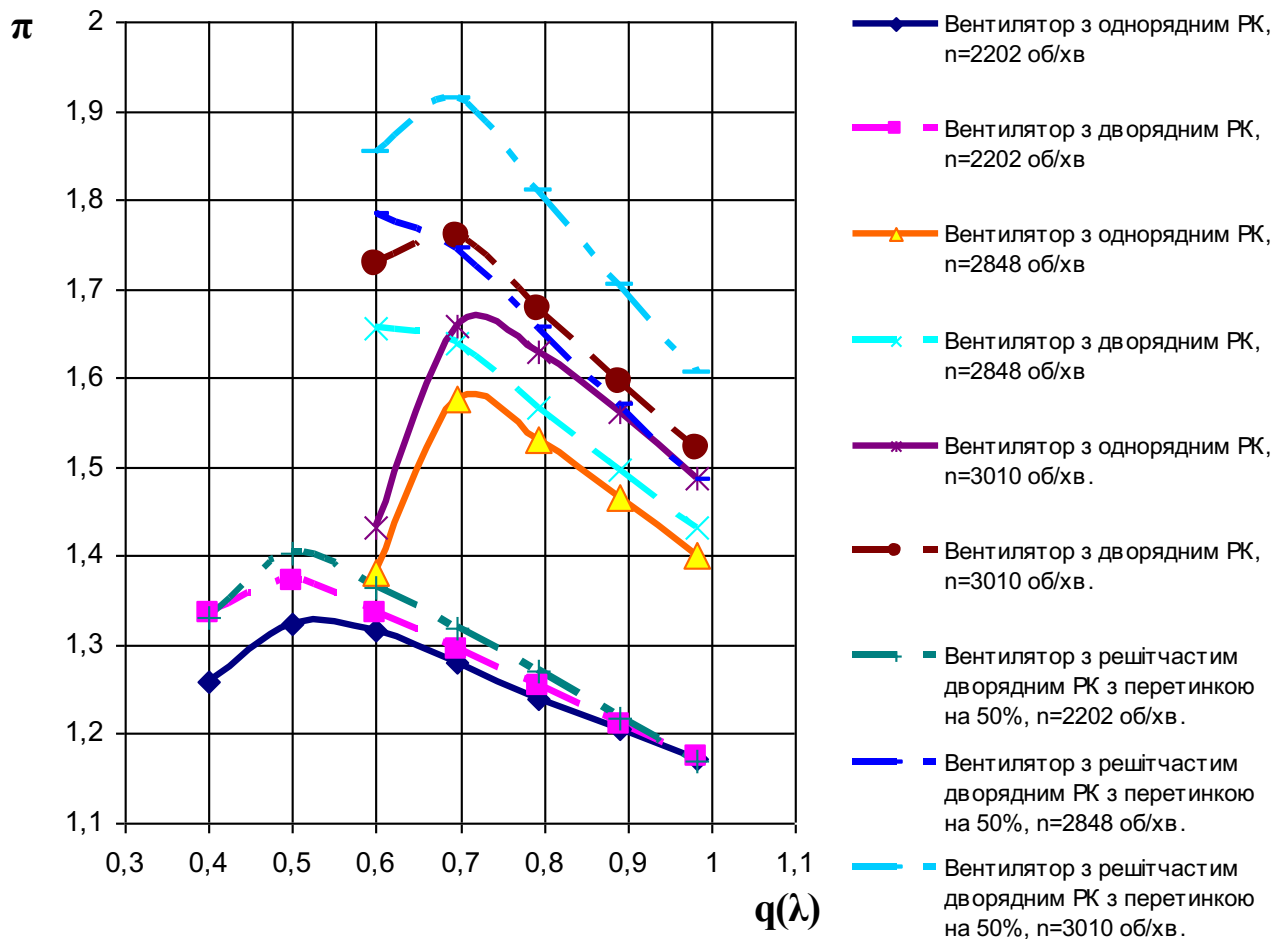 π
2
1,9
1,8
1,7
1,6
1,5
1,4
1,3
1,2
1,1
0,3
0,4
0,5
0,6
0,7
0,8
0,9
1
1,1
q(λ)
Вентилятор з однорядним РК,
n=2202 об/хв
Вентилятор з дворядним РК,
n=2202 об/хв
Вентилятор з однорядним РК,
n=2848 об/хв
Вентилятор з дворядним РК,
n=2848 об/хв
Вентилятор з однорядним РК,
n=3010 об/хв.
Вентилятор з дворядним РК,
n=3010 об/хв.
Вентилятор з решітчастим
дворядним РК з перетинкою
на 50%, n=2202 об/хв.
Вентилятор з решітчастим
дворядним РК з перетинкою
на 50%, n=2848 об/хв.
Вентилятор з решітчастим
дворядним РК з перетинкою
на 50%, n=3010 об/хв.